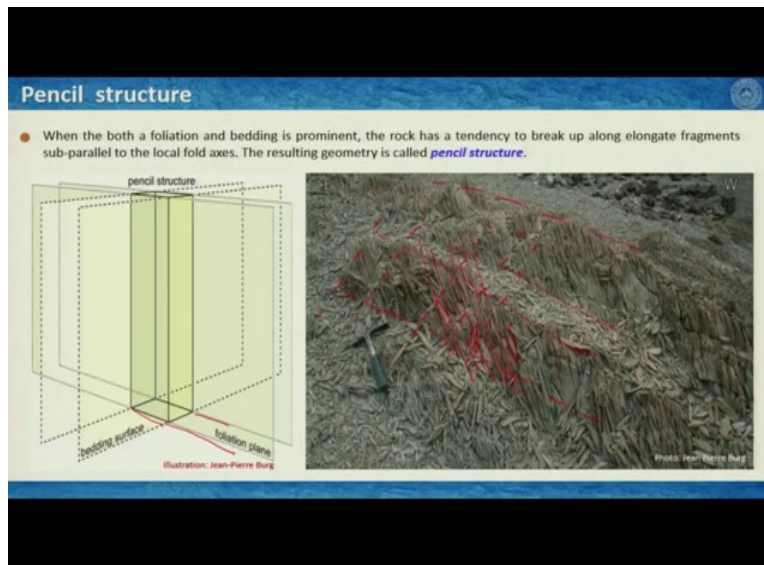 Pencil structure
When the both a foliation and bedding is prominent, the rock has a tendency to break up along elongate fragments
sub-parallel to the local fold axes. The resulting geometry is called pencil structure.
pencil structure
bedding surface
foliation plane
Illustration: Jean-Pierre Burg
E
W
Photo: Jean Pierre Burg